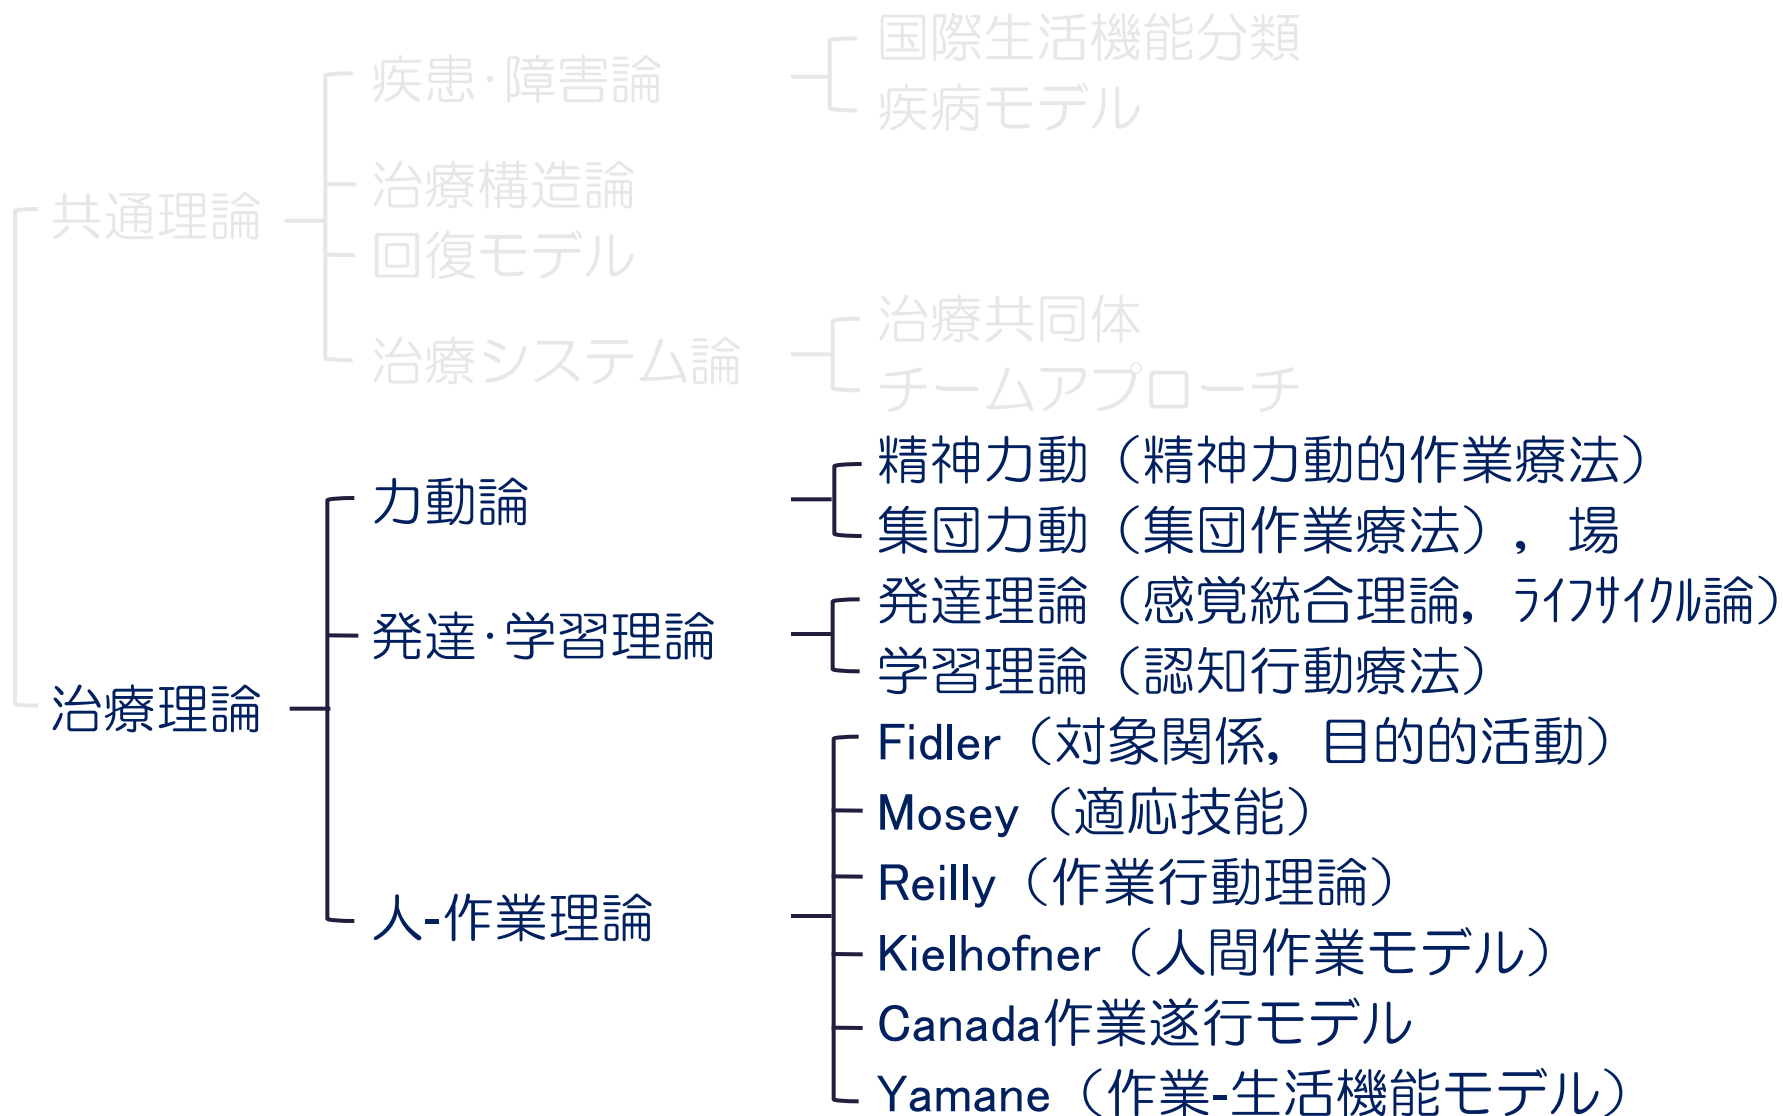 国際生活機能分類
疾患･障害論
疾病モデル
治療構造論
共通理論
回復モデル
治療共同体
治療システム論
チームアプローチ
精神力動（精神力動的作業療法）
力動論
集団力動（集団作業療法），場
発達理論（感覚統合理論，ﾗｲﾌｻｲｸﾙ論）
発達･学習理論
学習理論（認知行動療法）
治療理論
Fidler（対象関係，目的的活動）
Mosey（適応技能）
Reilly（作業行動理論）
人-作業理論
Kielhofner（人間作業モデル）
Canada作業遂行モデル
Yamane（作業-生活機能モデル）